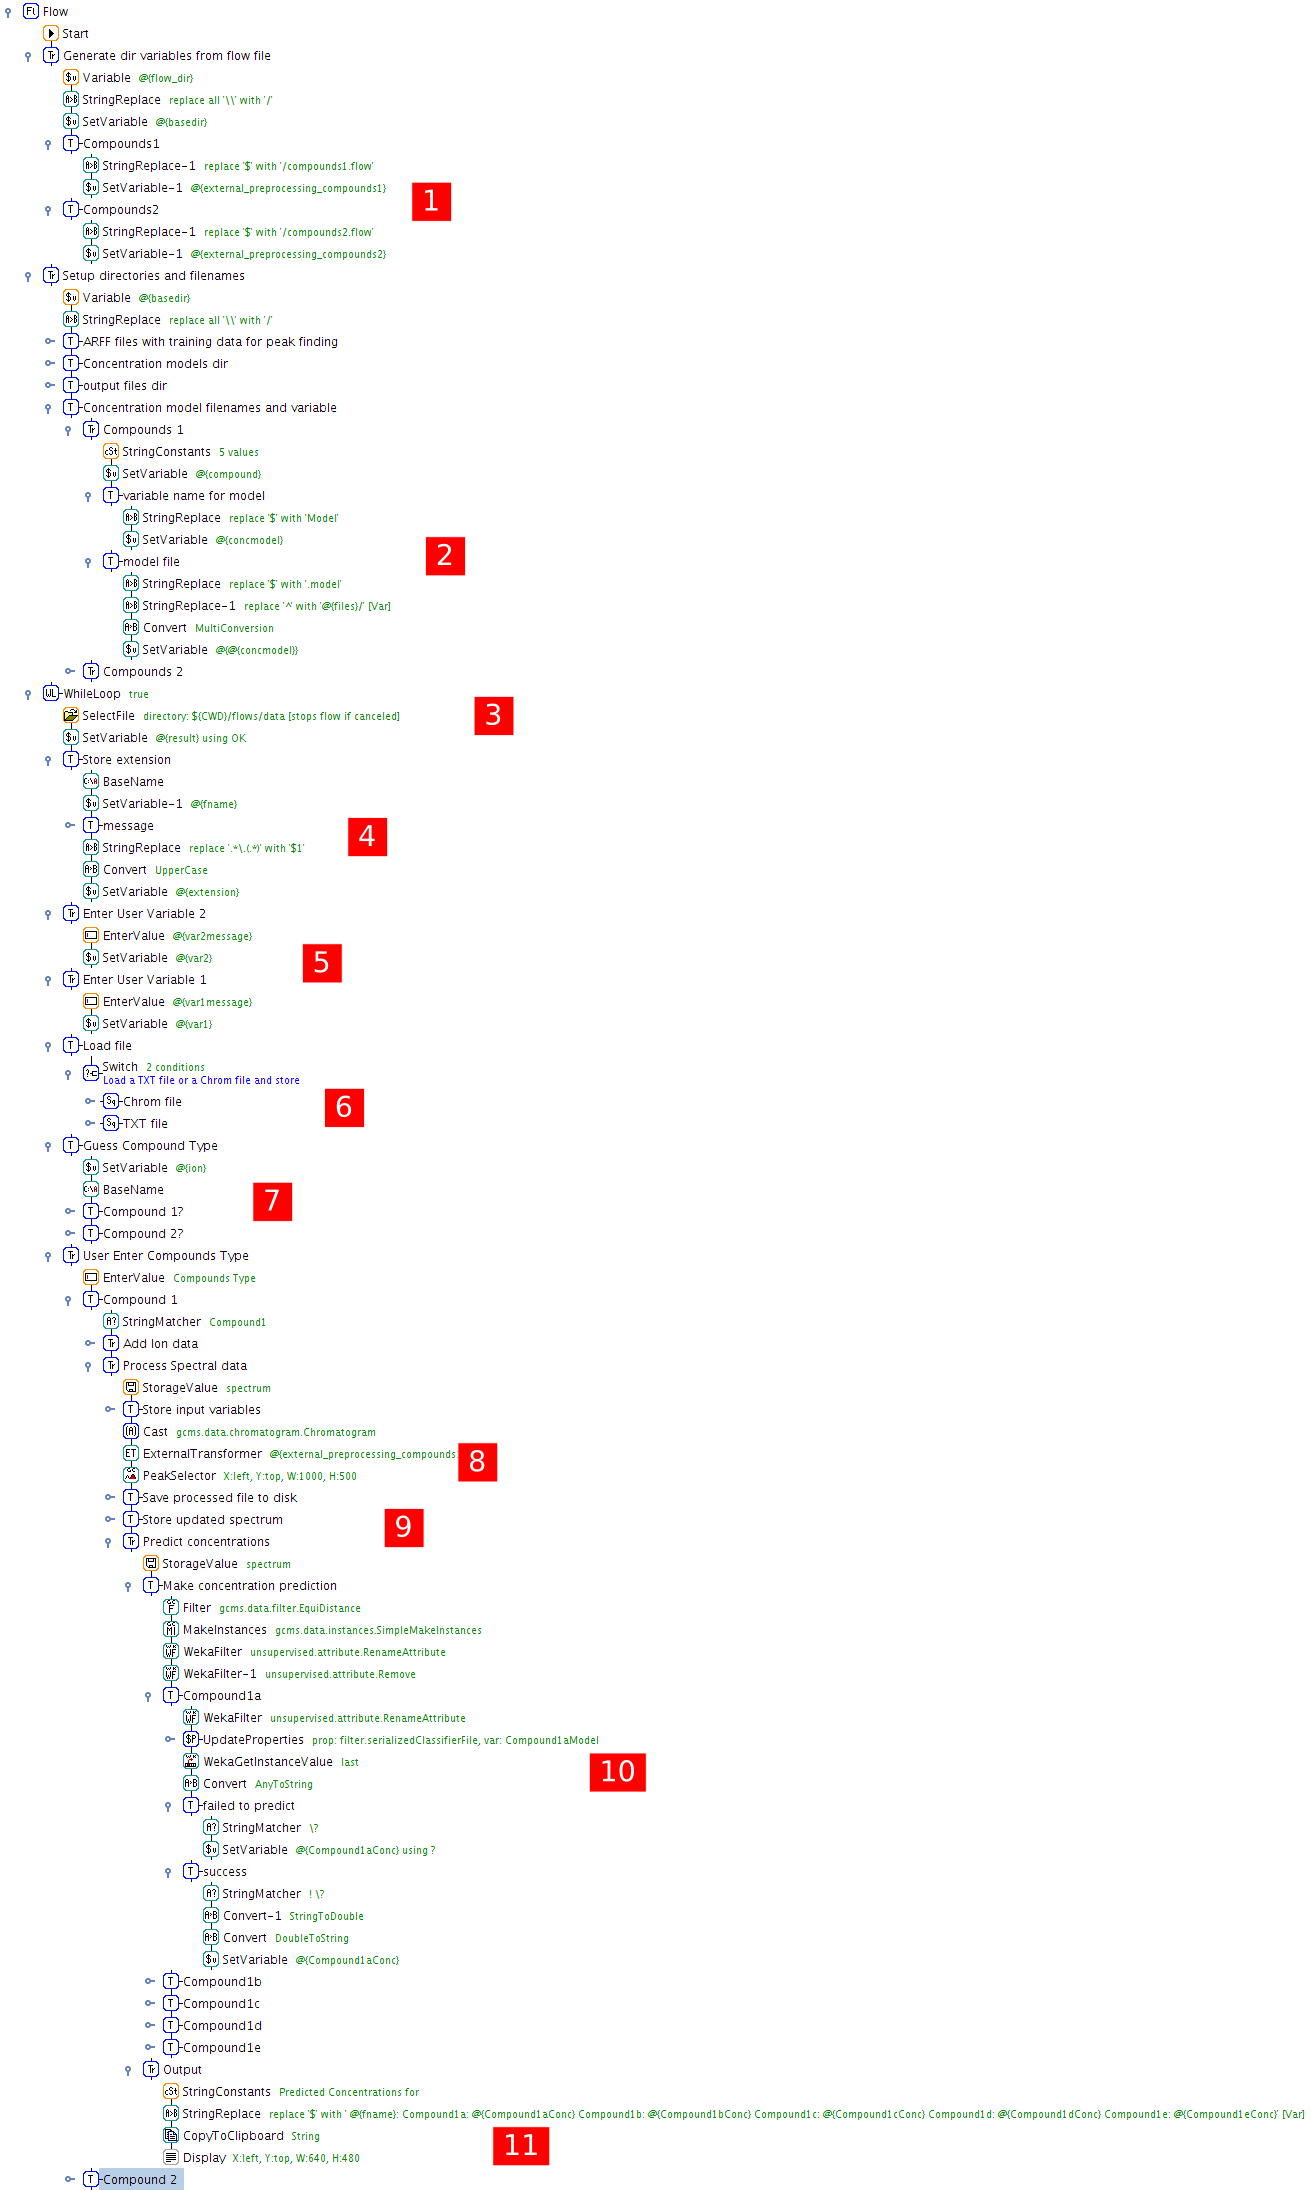 Flow
Start
Generate dir variables from flow file
Variable @{flow_dir}
StringReplace replace all '\\' with '/'
SetVariable @{basedir}
Compounds1
StringReplace-1 replace '$' with '/compounds1.flow'
SetVariable-1 @{external_preprocessing_compounds1}
1
Compounds2
StringReplace-1 replace '$' with '/compounds2.flow'
SetVariable-1 @{external_preprocessing_compounds2}
Setup directories and filenames
Variable @{basedir}
StringReplace replace all '\\' with '/'
ARFF files with training data for peak finding
Concentration models dir
output files dir
Concentration model filenames and variable
Compounds 1
StringConstants 5 values
SetVariable @{compound}
variable name for model
StringReplace replace '$' with 'Model'
SetVariable @{concmodel}
2
model file
StringReplace replace '$' with '.model'
StringReplace-1 replace '^' with '@{files}/' [Var]
Convert MultiConversion
SetVariable @{@{concmodel}}
Compounds 2
WhileLoop true
SelectFile directory: ${CWD}/flows/data [stops flow if canceled]
3
SetVariable @{result} using OK
Store extension
BaseName
SetVariable-1 @{fname}
message
4
StringReplace replace '.*\.(.*)' with '$1'
Convert UpperCase
SetVariable @{extension}
Enter User Variable 2
EnterValue @{var2message}
SetVariable @{var2}
5
Enter User Variable 1
EnterValue @{var1message}
SetVariable @{var1}
Load file
Switch 2 conditions
Load a TXT file or a Chrom file and store
Chrom file
6
TXT file
Guess Compound Type
SetVariable @{ion}
BaseName
7
Compound 1?
Compound 2?
User Enter Compounds Type
EnterValue Compounds Type
Compound 1
StringMatcher Compound1
Add Ion data
Process Spectral data
StorageValue spectrum
Store input variables
Cast gcms.data.chromatogram.Chromatogram
ExternalTransformer @{external_preprocessing_compounds
8
PeakSelector X:left, Y:top, W:1000, H:500
Save processed file to disk
Store updated spectrum
9
Predict concentrations
StorageValue spectrum
Make concentration prediction
Filter gcms.data.filter.EquiDistance
MakeInstances gcms.data.instances.SimpleMakeInstances
WekaFilter unsupervised.attribute.RenameAttribute
WekaFilter-1 unsupervised.attribute.Remove
Compound1a
WekaFilter unsupervised.attribute.RenameAttribute
UpdateProperties prop: filter.serializedClassifierFile, var: Compound1aModel
WekaGetInstanceValue last
10
Convert AnyToString
failed to predict
StringMatcher \?
SetVariable @{Compound1aConc} using ?
success
StringMatcher ! \?
Convert-1 StringToDouble
Convert DoubleToString
SetVariable @{Compound1aConc}
Compound1b
Compound1c
Compound1d
Compound1e
Output
StringConstants Predicted Concentrations for
StringReplace replace '$' with ' @{fname}: Compound1a: @{Compound1aConc} Compound1b: @{Compound1bConc} Compound1c: @{Compound1cConc} Compound1d: @{Compound1dConc} Compound1e: @{Compound1eConc}' [Var]
CopyToClipboard String
11
Display X:left, Y:top, W:640, H:480
Compound 2